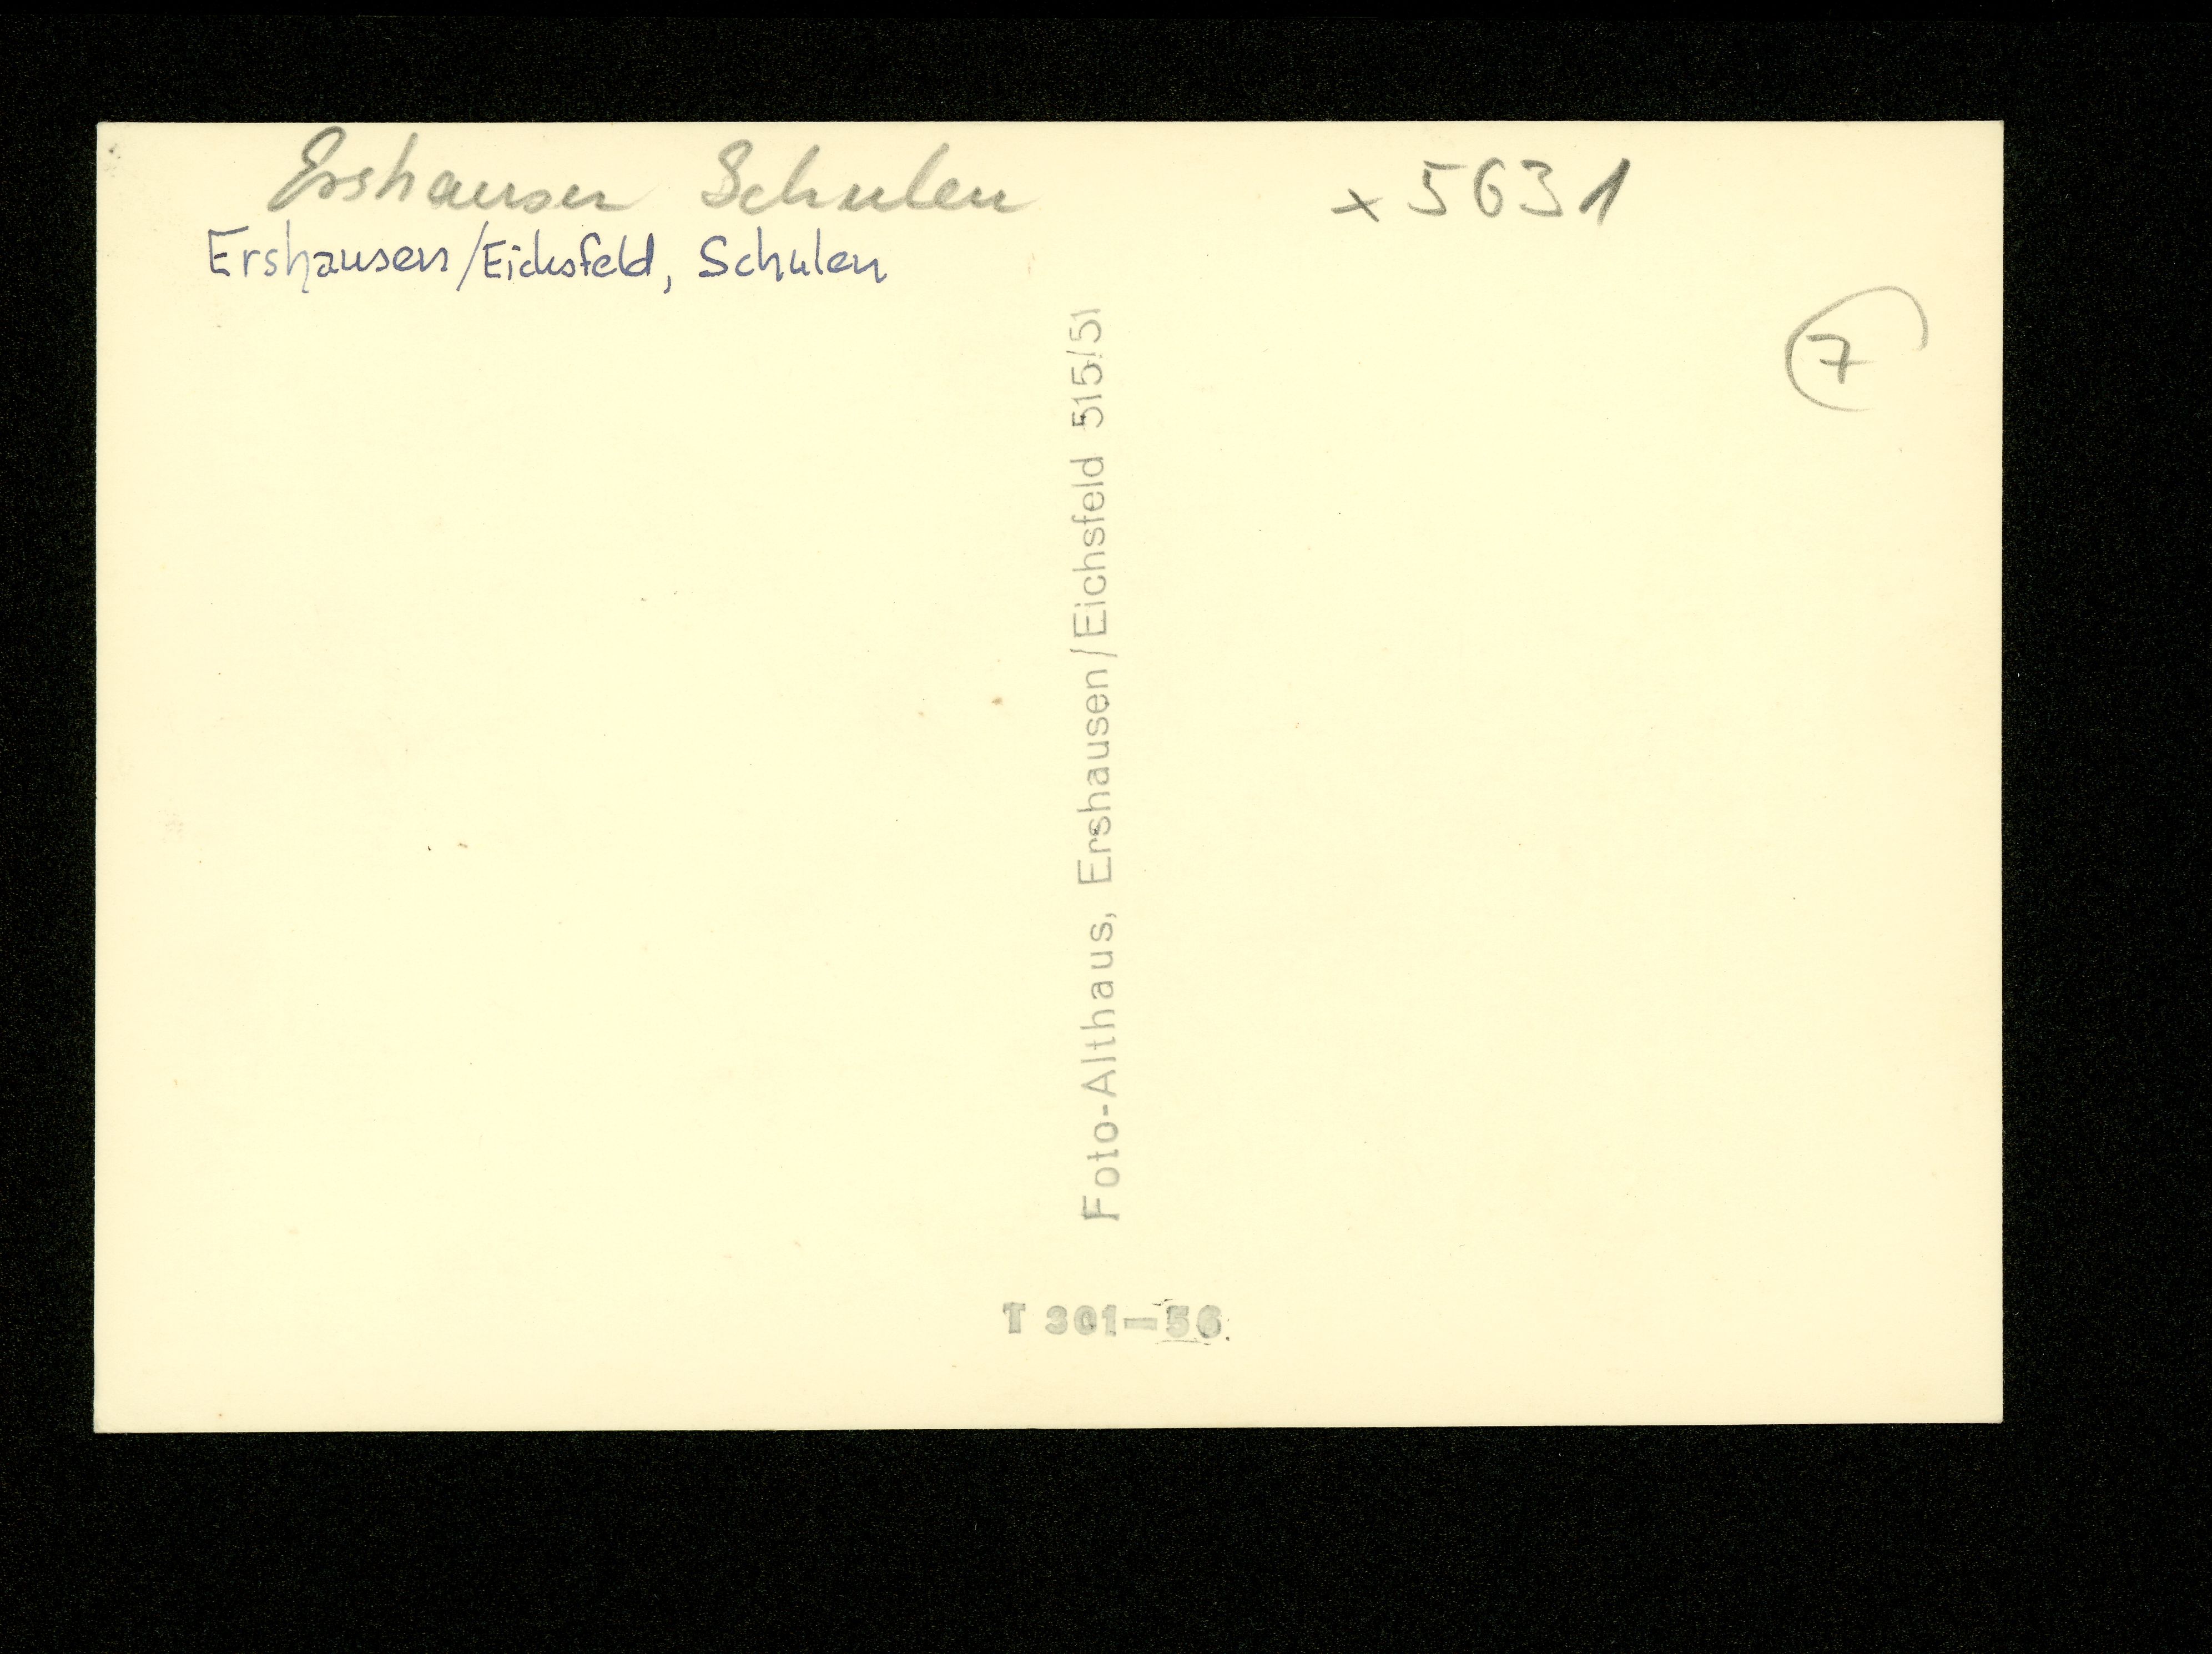 Ershausen Schulen
x 5631
Ershausen/Eichsfeld, Schulen
7
Foto-Althaus, Ershausen/Eichsfeld 515/51
T 301-56